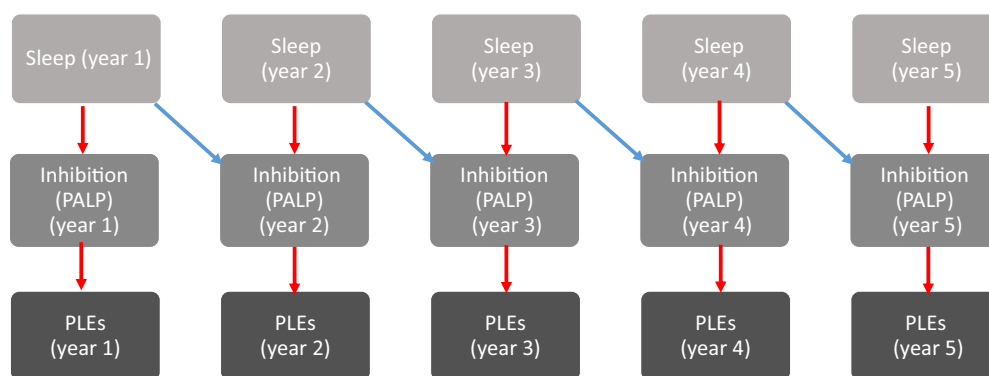 Sleep (year 1)
Sleep
(year 2)
Sleep
(year 3)
Sleep
(year 4)
Sleep
(year 5)
Inhibition
(PALP)
(year 1)
Inhibition
(PALP)
(year 2)
Inhibition
(PALP)
(year 3)
Inhibition
(PALP)
(year 4)
Inhibition
(PALP)
(year 5)
PLEs
(year 1)
PLEs
(year 2)
PLEs
(year 3)
PLEs
(year 4)
PLEs
(year 5)